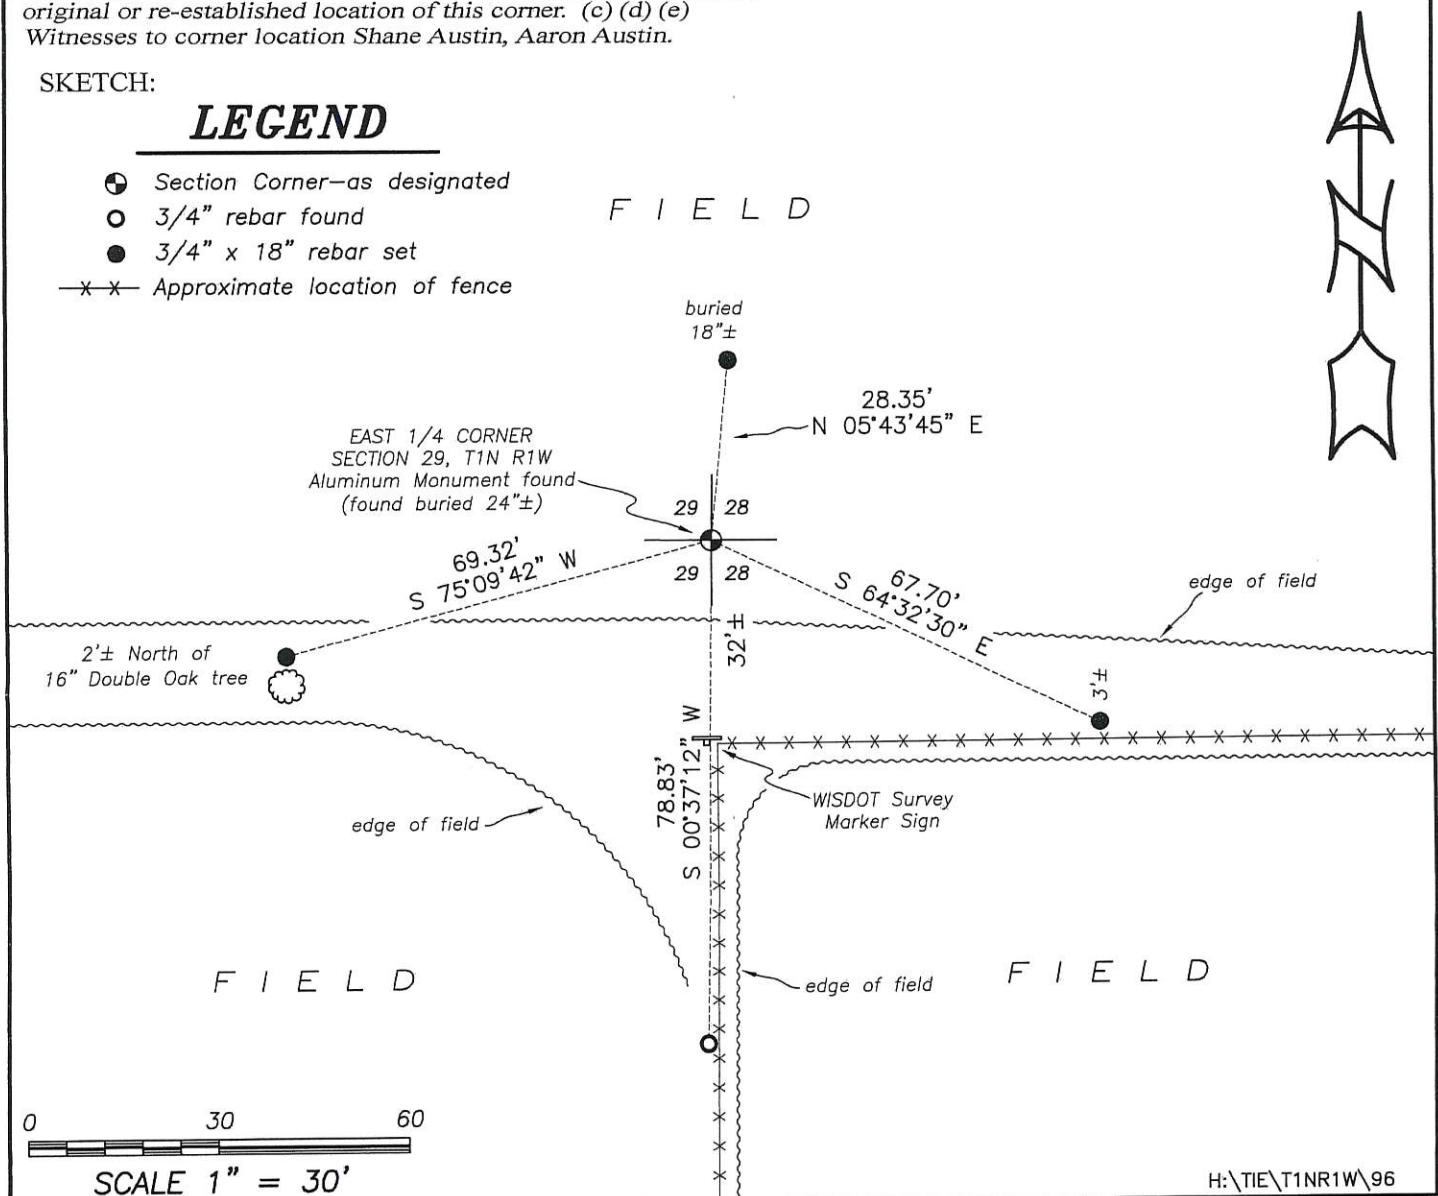 original or re-established location of this corner. (c) (d) (e)
Witnesses to corner location Shane Austin, Aaron Austin.
SKETCH:
LEGEND
Section Corner—as designated
3/4" rebar found
3/4" x 18" rebar set
x x Approximate location of fence
F I E L D
buried
18"±
28.35'
N 05°43'45" E
EAST 1/4 CORNER
SECTION 29, T1N R1W
Aluminum Monument found
(found buried 24"±)
29 28
29 28
69.32'
S 75°09'42" W
67.70'
S 64°32'30" E
edge of field
32'±
2'± North of
16" Double Oak tree
3'±
78.83'
S 00°37'12" W
WISDOT Survey
Marker Sign
edge of field
F I E L D
edge of field
F I E L D
0 30 60
SCALE 1" = 30'
H:\TIE\T1NR1W\96
N